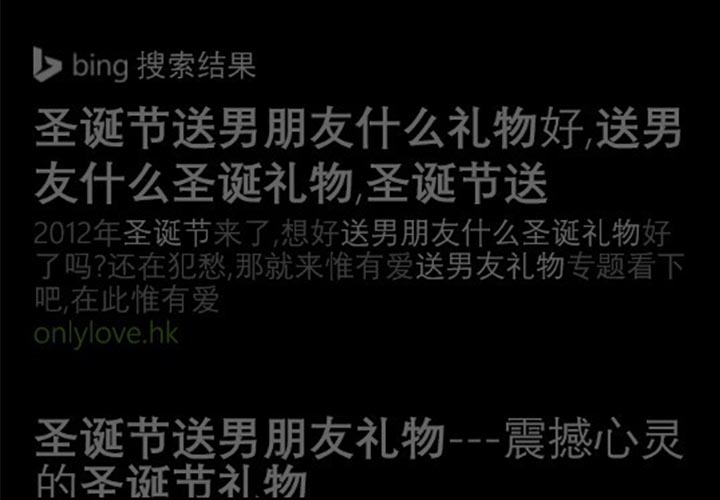 bing 搜索结果
圣诞节送男朋友什么礼物好,送男
友什么圣诞礼物,圣诞节送
2012年圣诞节来了,想好送男朋友什么圣诞礼物好
了吗?还在犯愁,那就来惟有爱送男友礼物专题看下
吧,在此惟有爱
onlylove.hk
圣诞节送男朋友礼物---震撼心灵
的圣诞节礼物